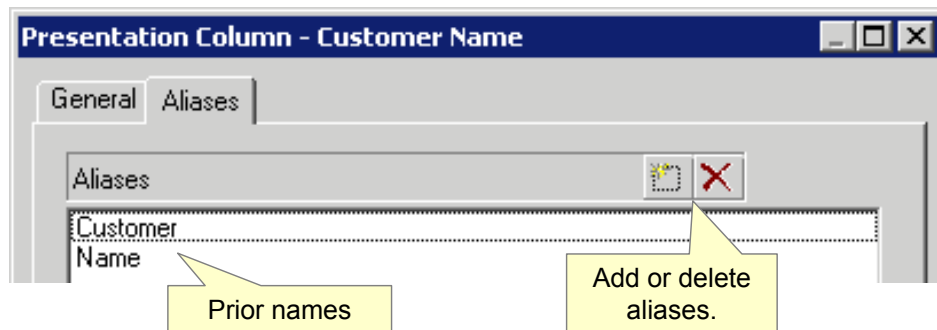 Presentation Column - Customer Name
General Aliases
Aliases
Customer
Name
Prior names
Add or delete
aliases.